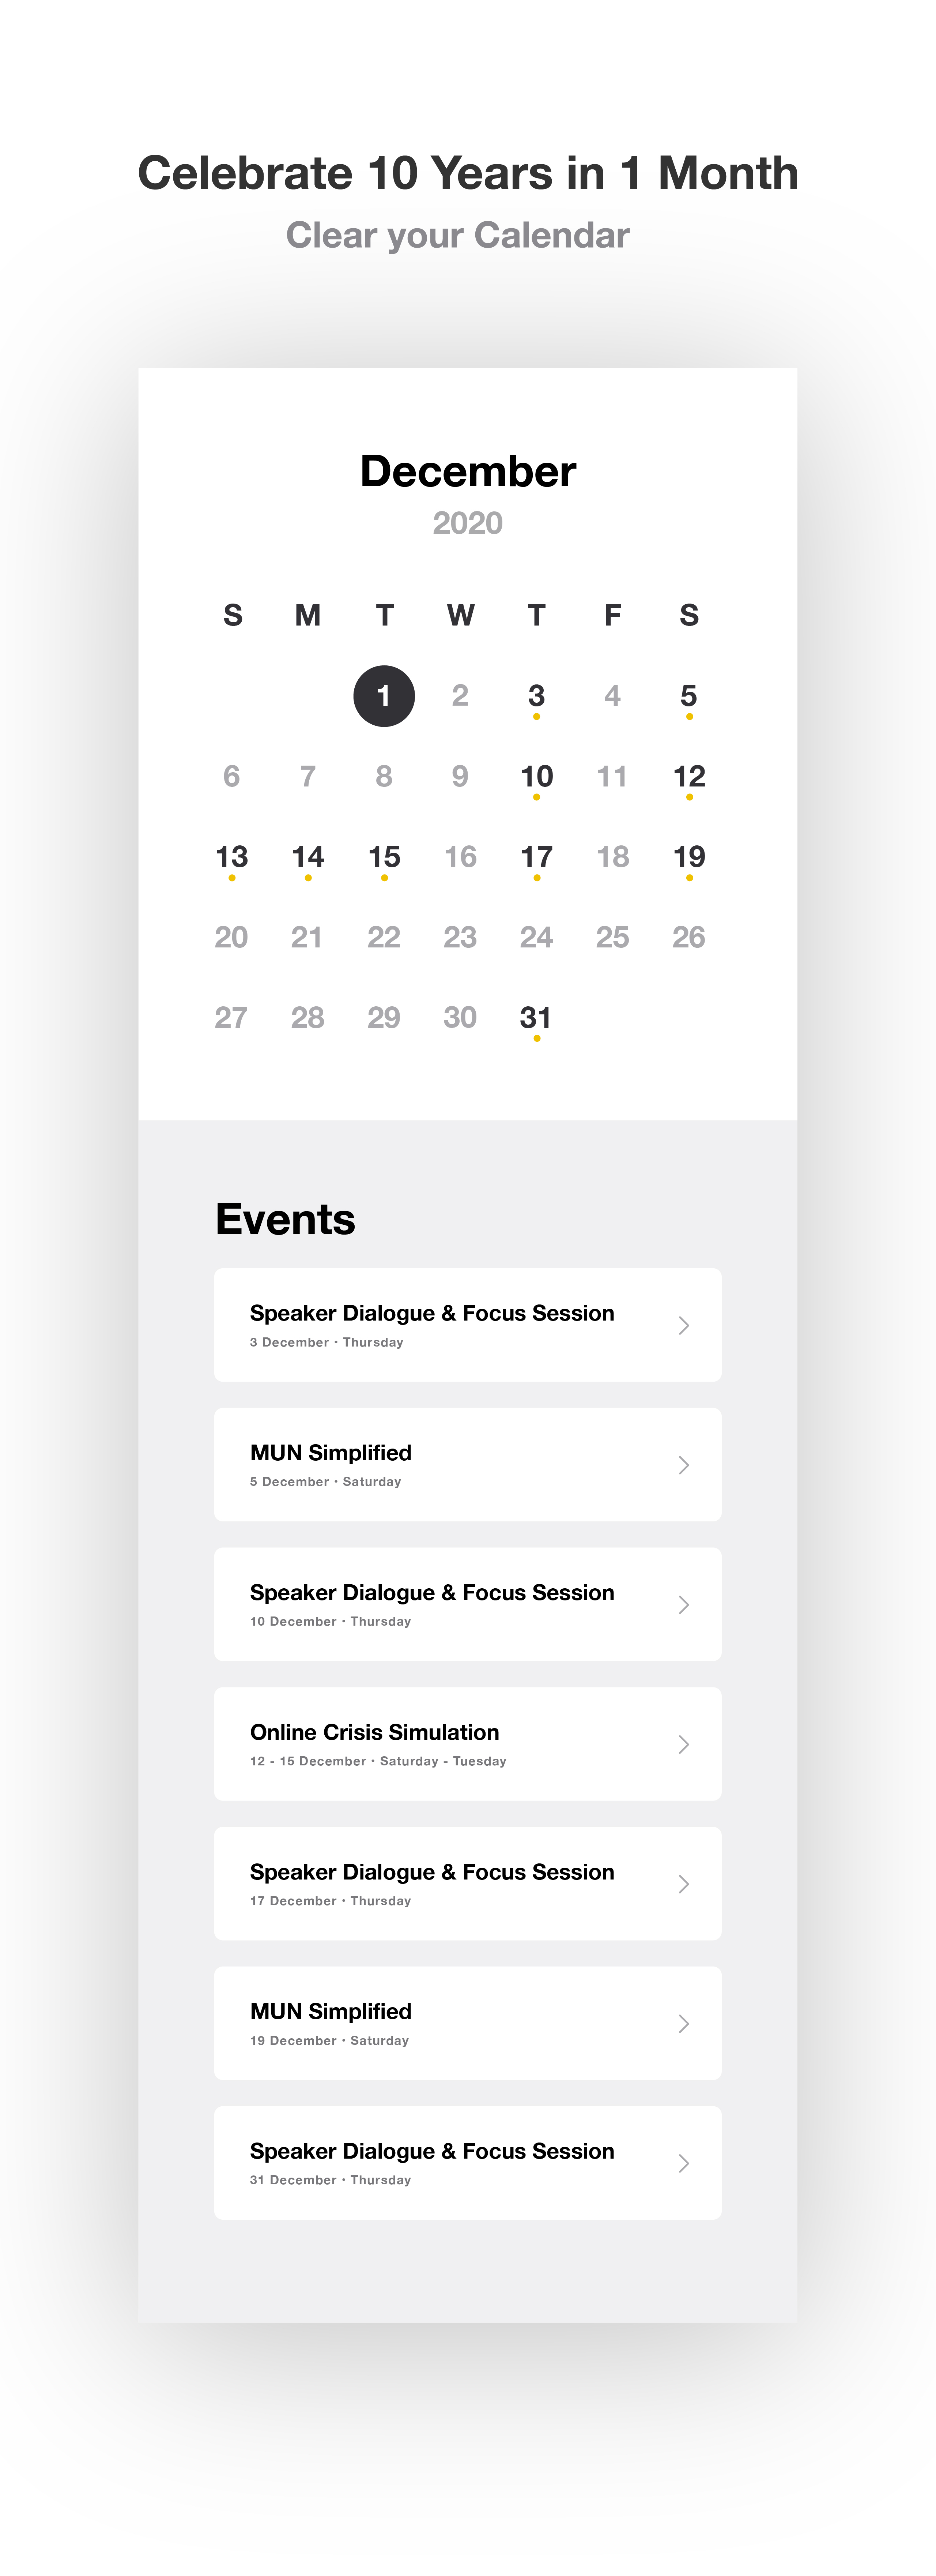 Celebrate 10 Years in 1 Month
Clear your Calendar
December
2020
S M T W T F S
1 2 3 4 5
6 7 8 9 10 11 12
13 14 15 16 17 18 19
20 21 22 23 24 25 26
27 28 29 30 31
Events
Speaker Dialogue & Focus Session
3 December • Thursday
MUN Simplified
5 December • Saturday
Speaker Dialogue & Focus Session
10 December • Thursday
Online Crisis Simulation
12 - 15 December • Saturday - Tuesday
Speaker Dialogue & Focus Session
17 December • Thursday
MUN Simplified
19 December • Saturday
Speaker Dialogue & Focus Session
31 December • Thursday